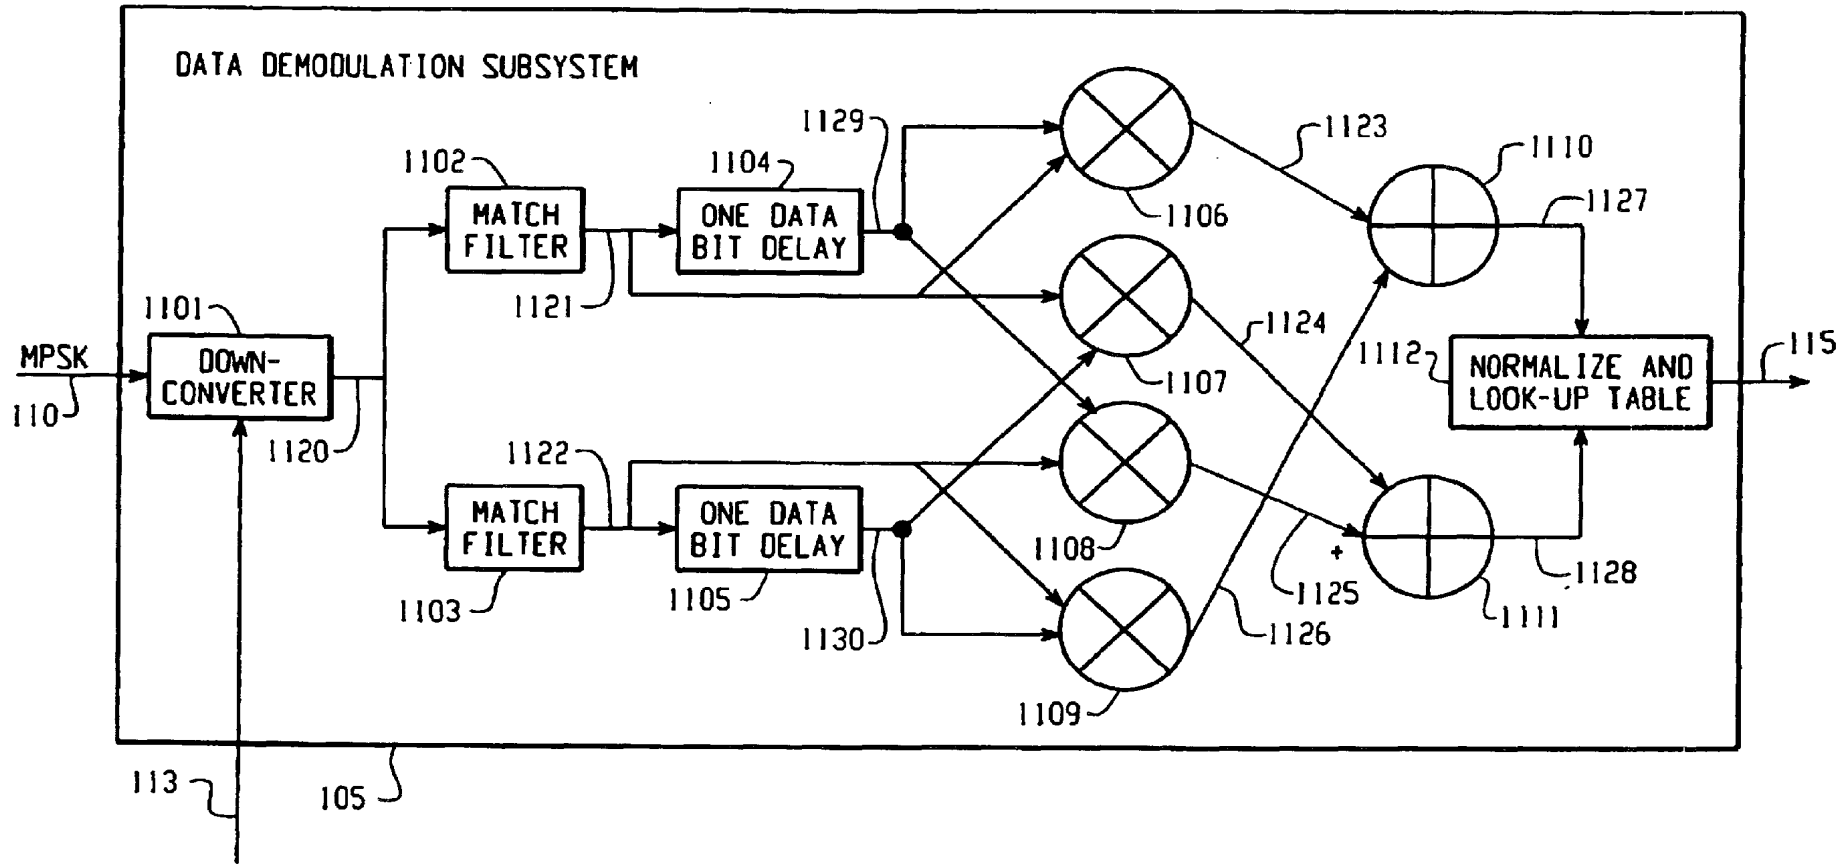 DATA DEMODULATION SUBSYSTEM
1129
1123
1110
1102
1104
MATCH
FILTER
ONE DATA
BIT DELAY
1106
1127
1121
1101
1124
1112
115
MPSK
DOWN-
CONVERTER
1107
NORMALIZE AND
LOOK-UP TABLE
110
1120
1122
MATCH
FILTER
ONE DATA
BIT DELAY
1108
+
1125
1128
1103
1105
1130
1126
1111
1109
113
105